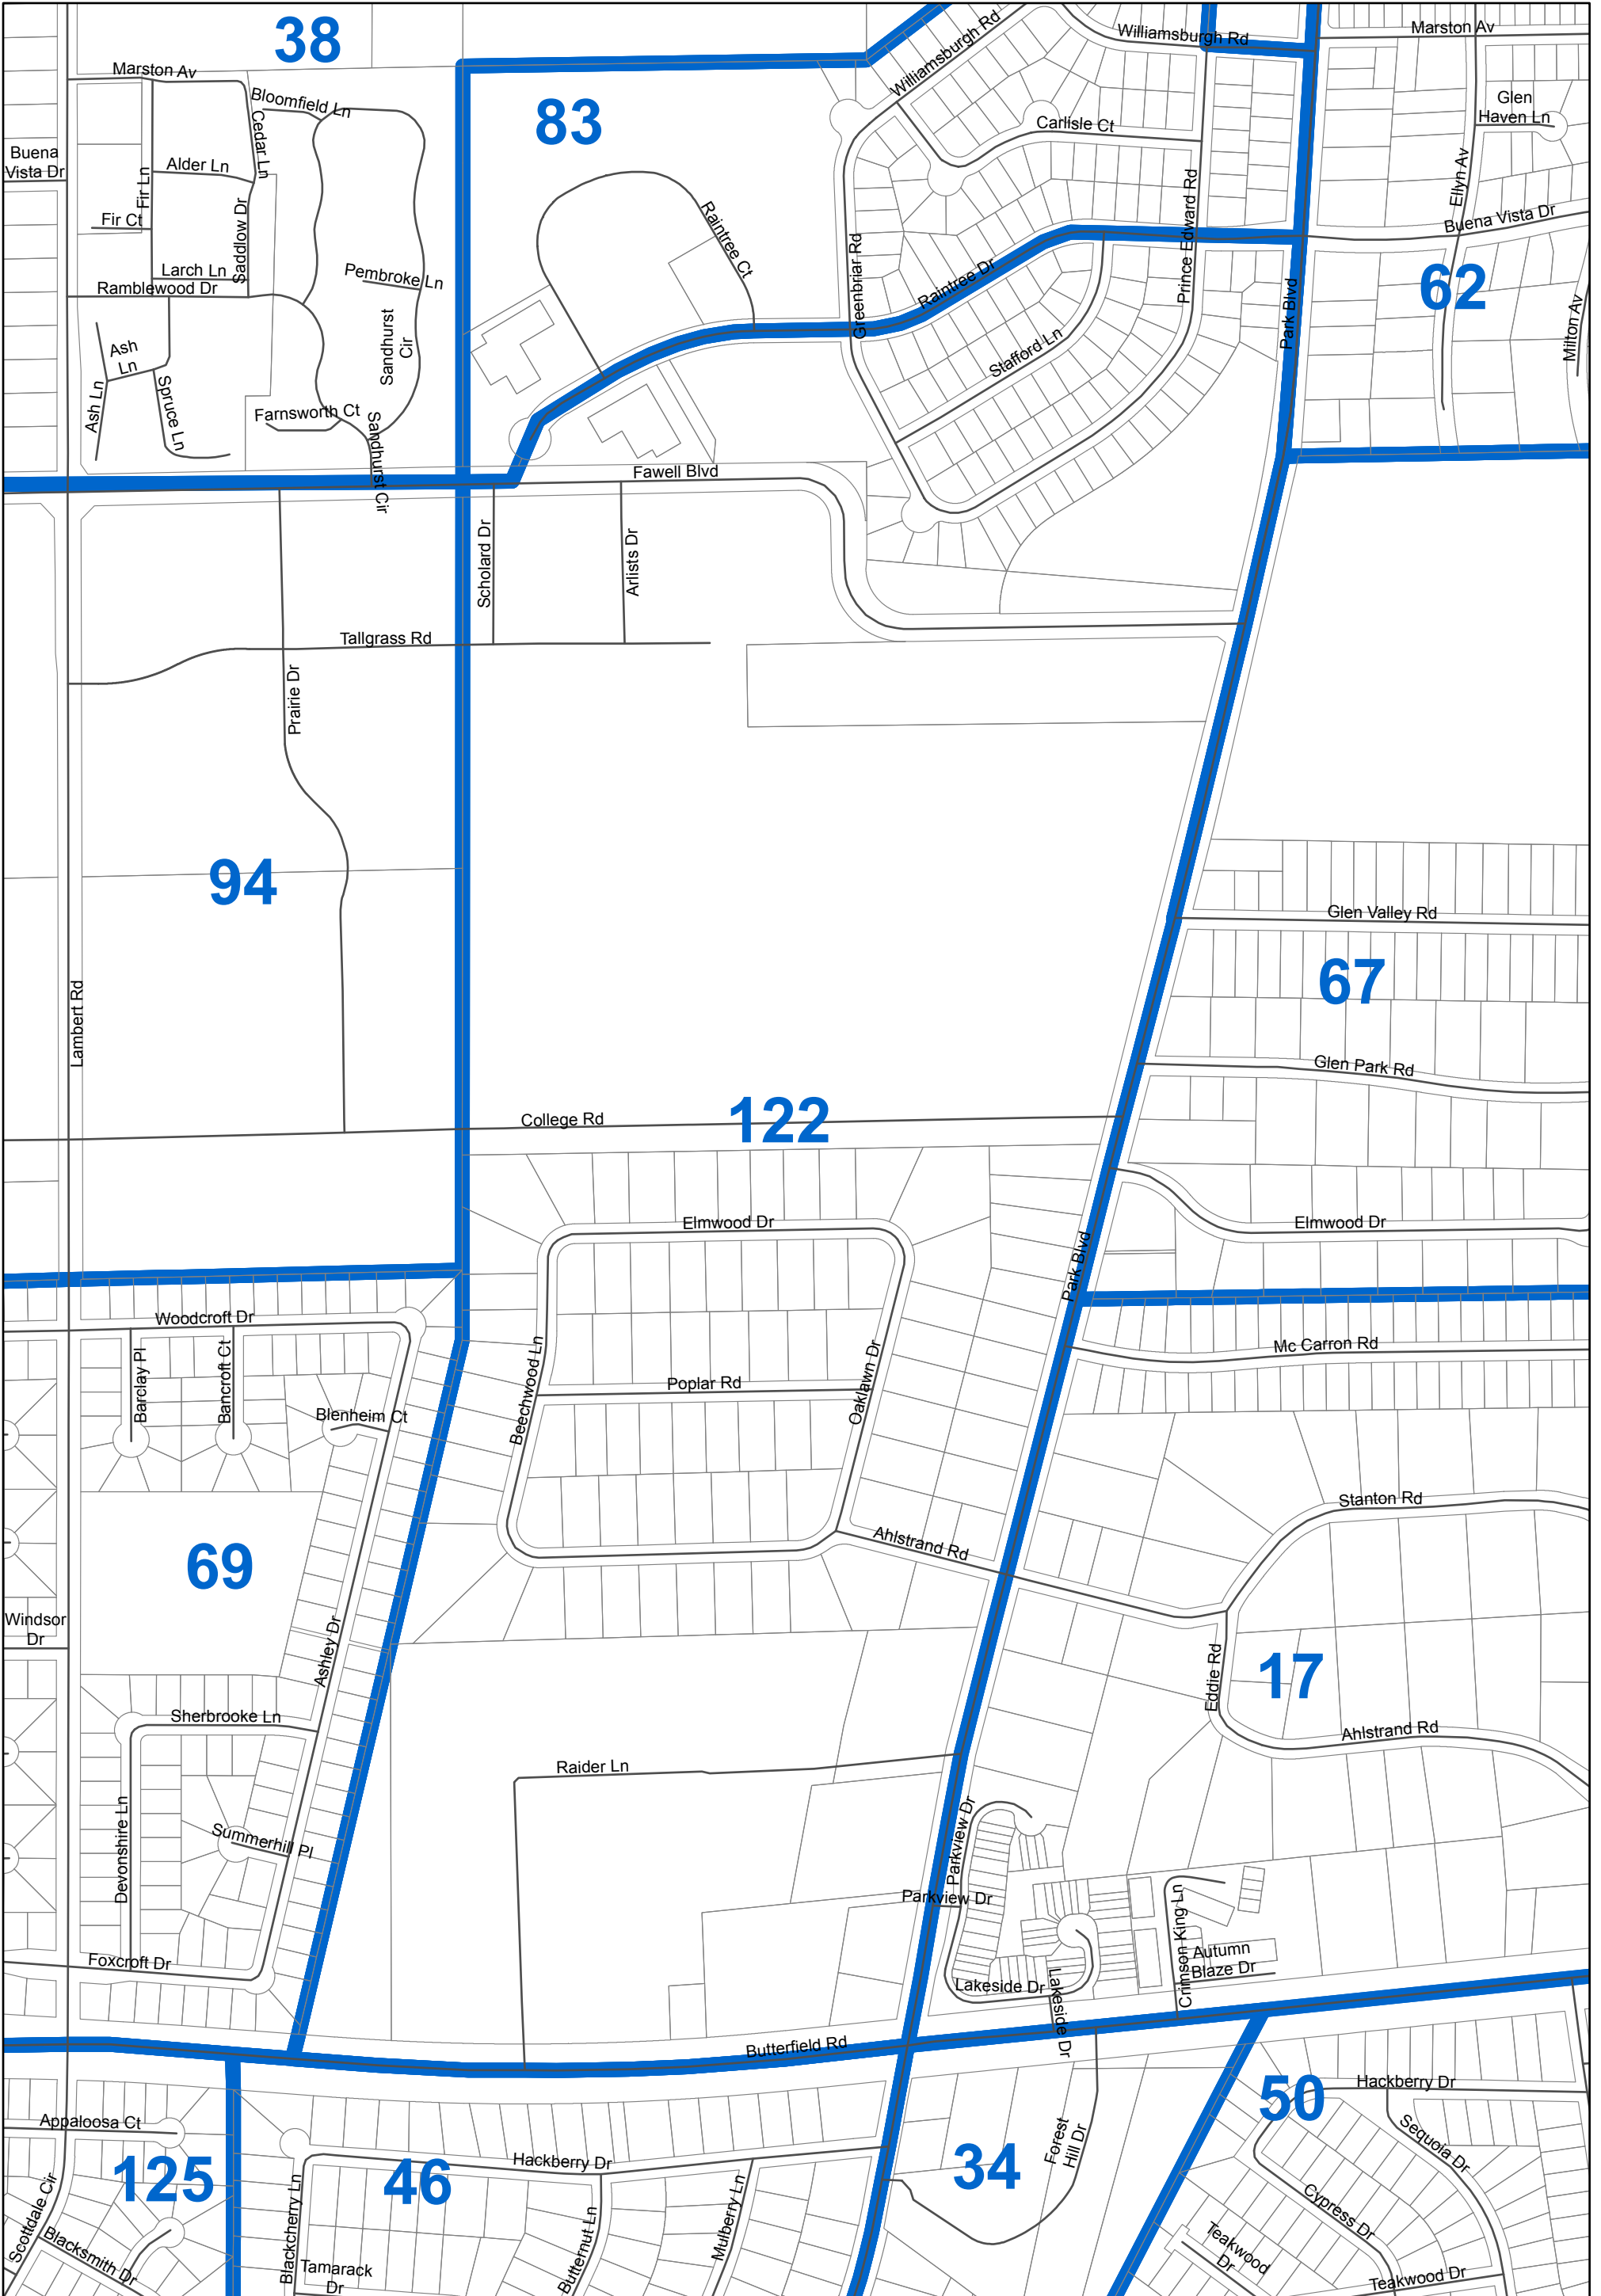 38
Williamsburgh Rd
Williamsburgh Rd
Marston Av
Marston Av
Bloomfield Ln
Cedar Ln
83
Glen
Haven Ln
Carlisle Ct
Buena
Vista Dr
Alder Ln
Fir Ln
Ellyn Av
Fir Ct
Saddlow Dr
Raintree Ct
Prince Edward Rd
Buena Vista Dr
Larch Ln
Pembroke Ln
Ramblewood Dr
Greenbriar Rd
Raintree Dr
62
Park Blvd
Milton Av
Ash
Ln
Sandhurst
Cir
Stafford Ln
Ash Ln
Spruce Ln
Farnsworth Ct
Sandhurst Cir
Fawell Blvd
Scholard Dr
Arlists Dr
Tallgrass Rd
Prairie Dr
94
Glen Valley Rd
67
Lambert Rd
Glen Park Rd
College Rd
122
Elmwood Dr
Elmwood Dr
Park Blvd
Woodcroft Dr
Barclay Pl
Bancroft Ct
Beechwood Ln
Mc Carron Rd
Poplar Rd
Oaklawn Dr
Blenheim Ct
Stanton Rd
Ahlstrand Rd
69
Windsor
Dr
Ashley Dr
Eddie Rd
17
Sherbrooke Ln
Ahlstrand Rd
Raider Ln
Devonshire Ln
Summerhill Pl
Parkview Dr
Parkview Dr
Crimson King Ln
Autumn
Blaze Dr
Foxcroft Dr
Lakeside Dr
Lakeside Dr
Butterfield Rd
50
Hackberry Dr
Appaloosa Ct
Forest
Hill Dr
Sequoia Dr
125
46
Hackberry Dr
34
Scottdale Cir
Blacksmith Dr
Blackcherry Ln
Tamarack
Dr
Butternut Ln
Mulberry Ln
Cypress Dr
Teakwood
Dr
Teakwood Dr